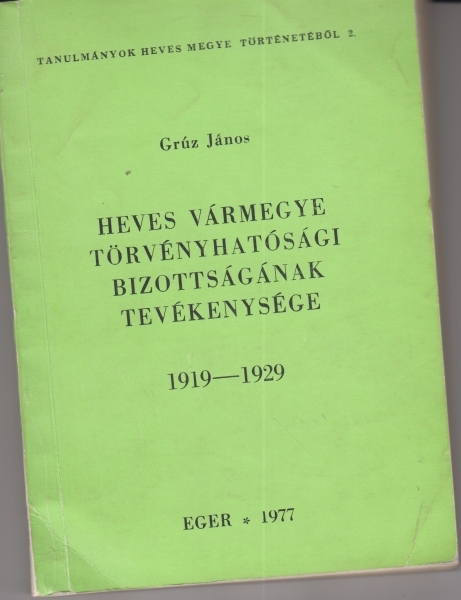 TANULMÁNYOK HEVES MEGYE TÖRTÉNETÉBŐL 2.
Grúz János
HEVES VÁRMEGYE
TÖRVÉNYHATÓSÁGI
BIZOTTSÁGÁNAK
TEVÉKENYSÉGE
1919—1929
EGER * 1977